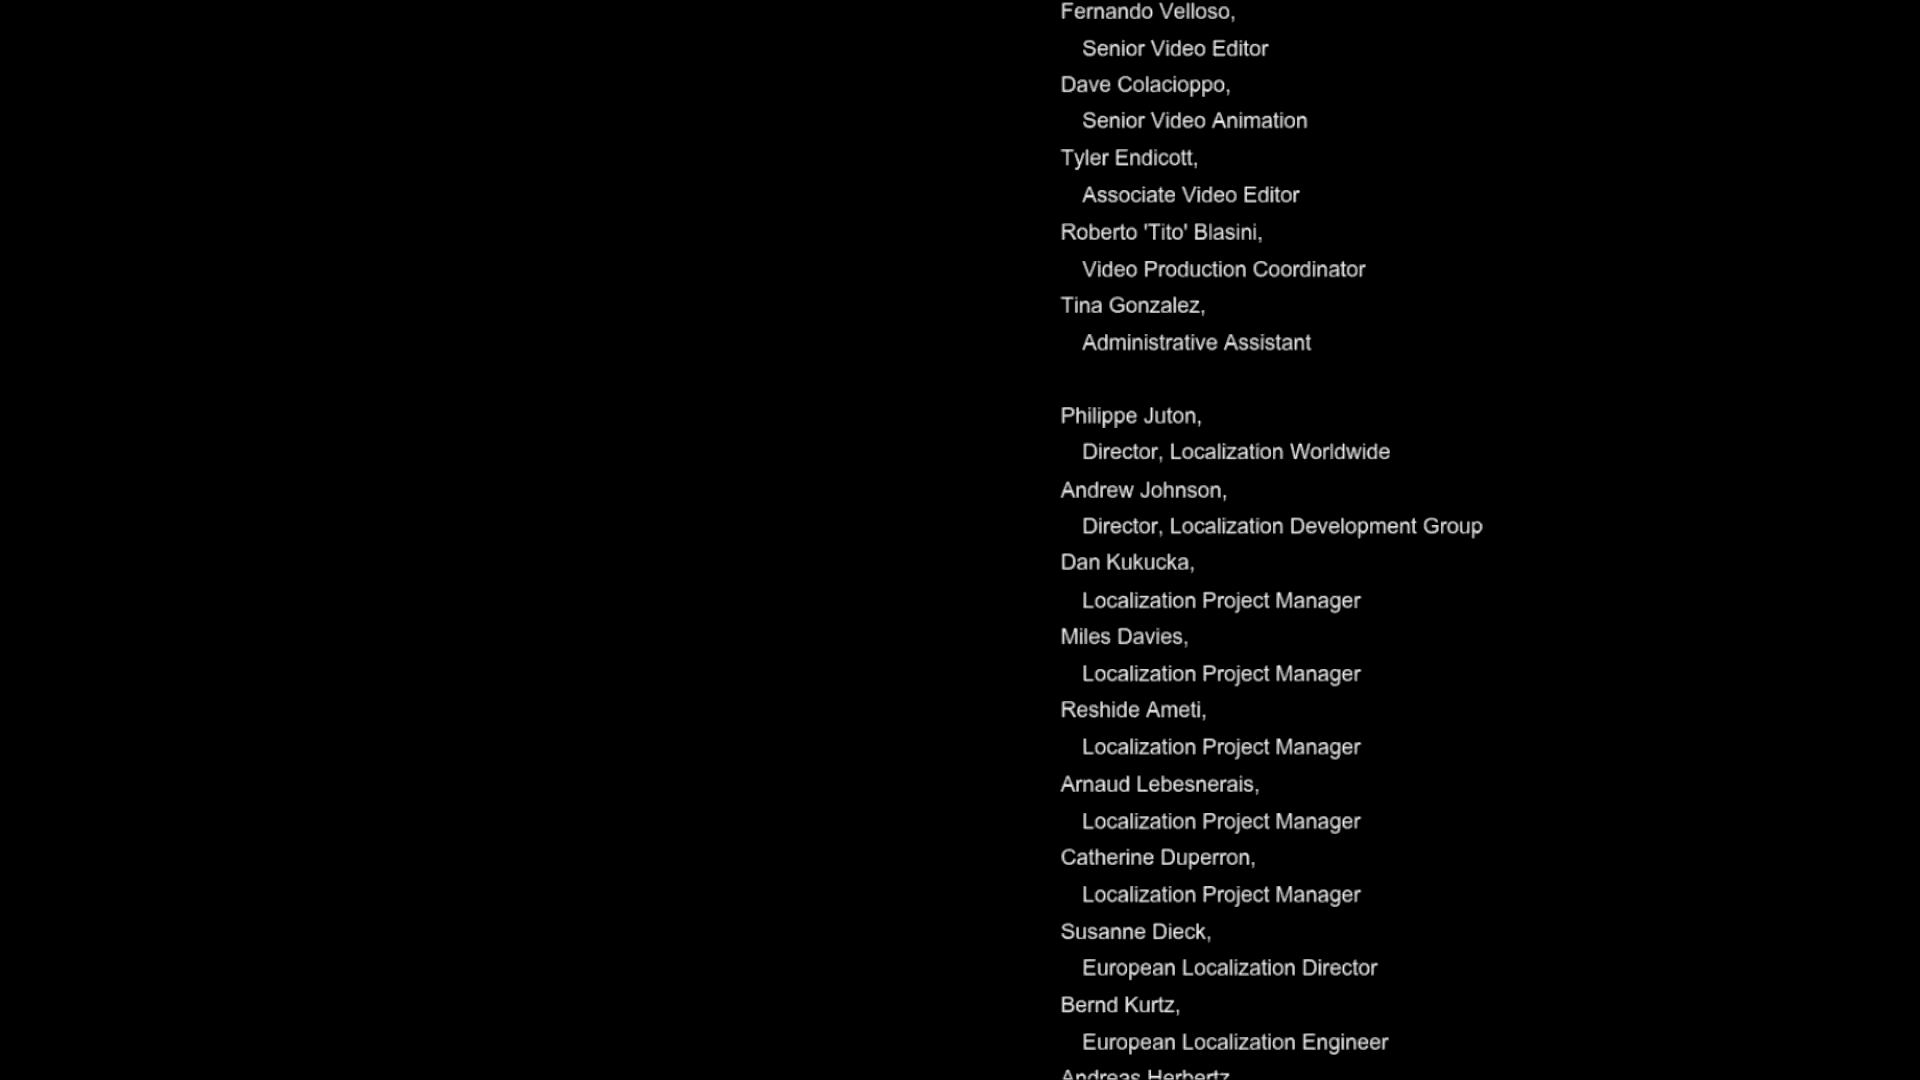 Fernando Velloso,
Senior Video Editor
Dave Colacioppo,
Senior Video Animation
Tyler Endicott,
Associate Video Editor
Roberto 'Tito' Blasini,
Video Production Coordinator
Tina Gonzalez,
Administrative Assistant
Philippe Juton,
Director, Localization Worldwide
Andrew Johnson,
Director, Localization Development Group
Dan Kukucka,
Localization Project Manager
Miles Davies,
Localization Project Manager
Reshide Ameti,
Localization Project Manager
Arnaud Lebesnerais,
Localization Project Manager
Catherine Duperron,
Localization Project Manager
Susanne Dieck,
European Localization Director
Bernd Kurtz,
European Localization Engineer
Andreas Herbertz